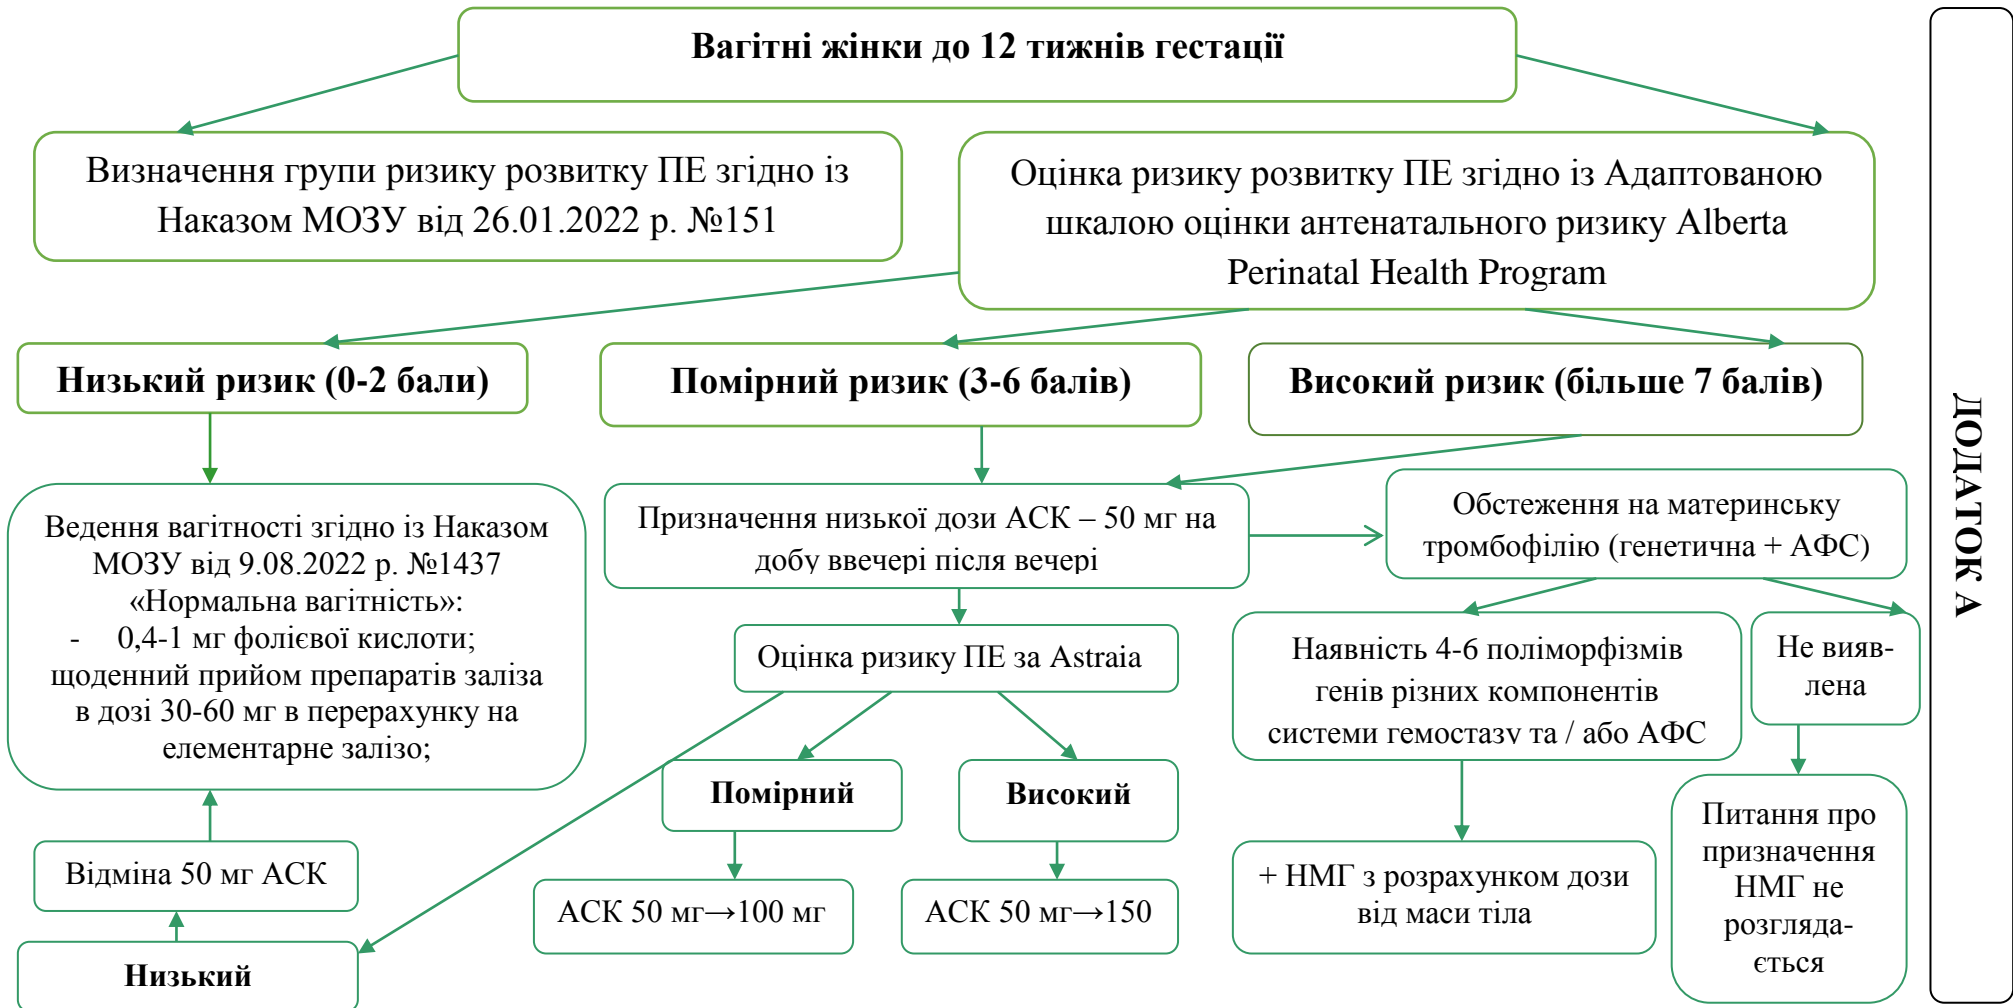 Вагітні жінки до 12 тижнів гестації
Визначення групи ризику розвитку ПЕ згідно із
Наказом МОЗУ від 26.01.2022 р. №151
Оцінка ризику розвитку ПЕ згідно із Адаптованою
шкалою оцінки антенатального ризику Alberta
Perinatal Health Program
Низький ризик (0-2 бали)
Помірний ризик (3-6 балів)
Високий ризик (більше 7 балів)
Ведення вагітності згідно із Наказом
МОЗУ від 9.08.2022 р. №1437
«Нормальна вагітність»:
- 0,4-1 мг фолієвої кислоти;
щоденний прийом препаратів заліза
в дозі 30-60 мг в перерахунку на
елементарне залізо;
Призначення низької дози АСК – 50 мг на
добу ввечері після вечері
Обстеження на материнську
тромбофілію (генетична + АФС)
Оцінка ризику ПЕ за Astraia
Наявність 4-6 поліморфізмів
генів різних компонентів
системи гемостазу та / або АФС
Не вияв-
лена
Помірний
Високий
Відміна 50 мг АСК
АСК 50 мг→100 мг
АСК 50 мг→150
+ НМГ з розрахунком дози
від маси тіла
Питання про
призначення
НМГ не
розгляда-
ється
Низький
ДОДАТОК А